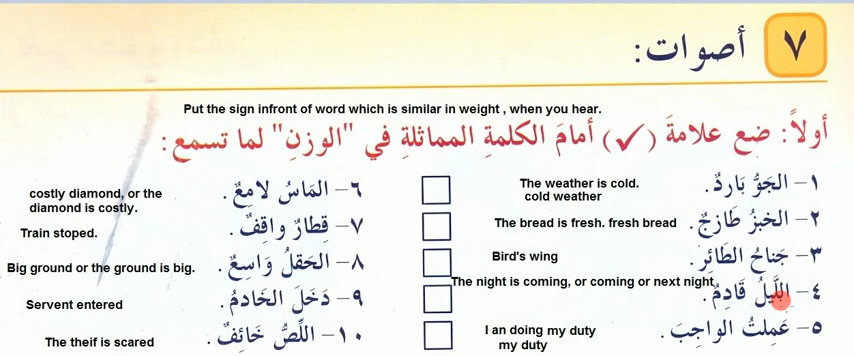 ٧ أصوات:
Put the sign infront of word which is similar in weight , when you hear.
أولاً: ضع علامةَ (✓) أمامَ الكلمةِ المماثلةِ في "الوزنِ" لما تسمع:
١- الجَوُّ بَارِدٌ.
The weather is cold.
cold weather
٢- الخبزُ طَازِجٌ.
The bread is fresh. fresh bread
٣- جَناحُ الطَائِرِ.
Bird's wing
٤- اللَّيلُ قَادِمٌ.
The night is coming, or coming or next night
٥- عَمِلتُ الواجِبَ.
I an doing my duty
my duty
٦- المَاسُ لامِعٌ.
costly diamond, or the
diamond is costly.
٧- قِطارٌ واقِفٌ.
Train stoped.
٨- الحَقلُ وَاسِعٌ.
Big ground or the ground is big.
٩- دَخَلَ الخَادمُ.
Servent entered
١٠- اللِّصُّ خَائِفٌ.
The theif is scared